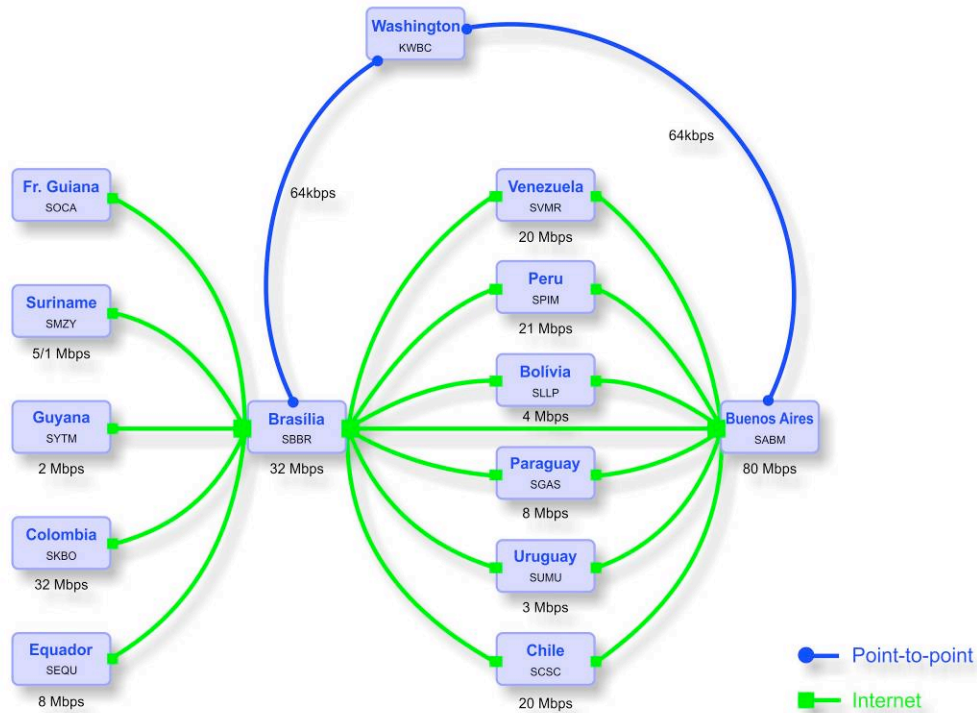 Washington
KWBC
64kbps
64kbps
Fr. Guiana
SOCA
Suriname
SMZY
5/1 Mbps
Guyana
SYTM
2 Mbps
Colombia
SKBO
32 Mbps
Equador
SEQU
8 Mbps
Brasília
SBBR
32 Mbps
Venezuela
SVMR
20 Mbps
Peru
SPIM
21 Mbps
Bolívia
SLLP
4 Mbps
Paraguay
SGAS
8 Mbps
Uruguay
SUMU
3 Mbps
Chile
SCSC
20 Mbps
Buenos Aires
SABM
80 Mbps
Point-to-point
Internet